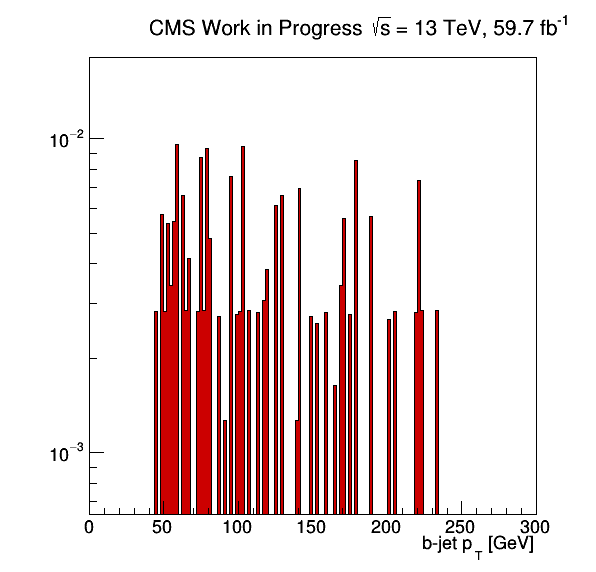 CMS Work in Progress √s = 13 TeV, 59.7 fb⁻¹
10⁻²
10⁻³
0 50 100 150 200 250 300
b-jet p_T [GeV]